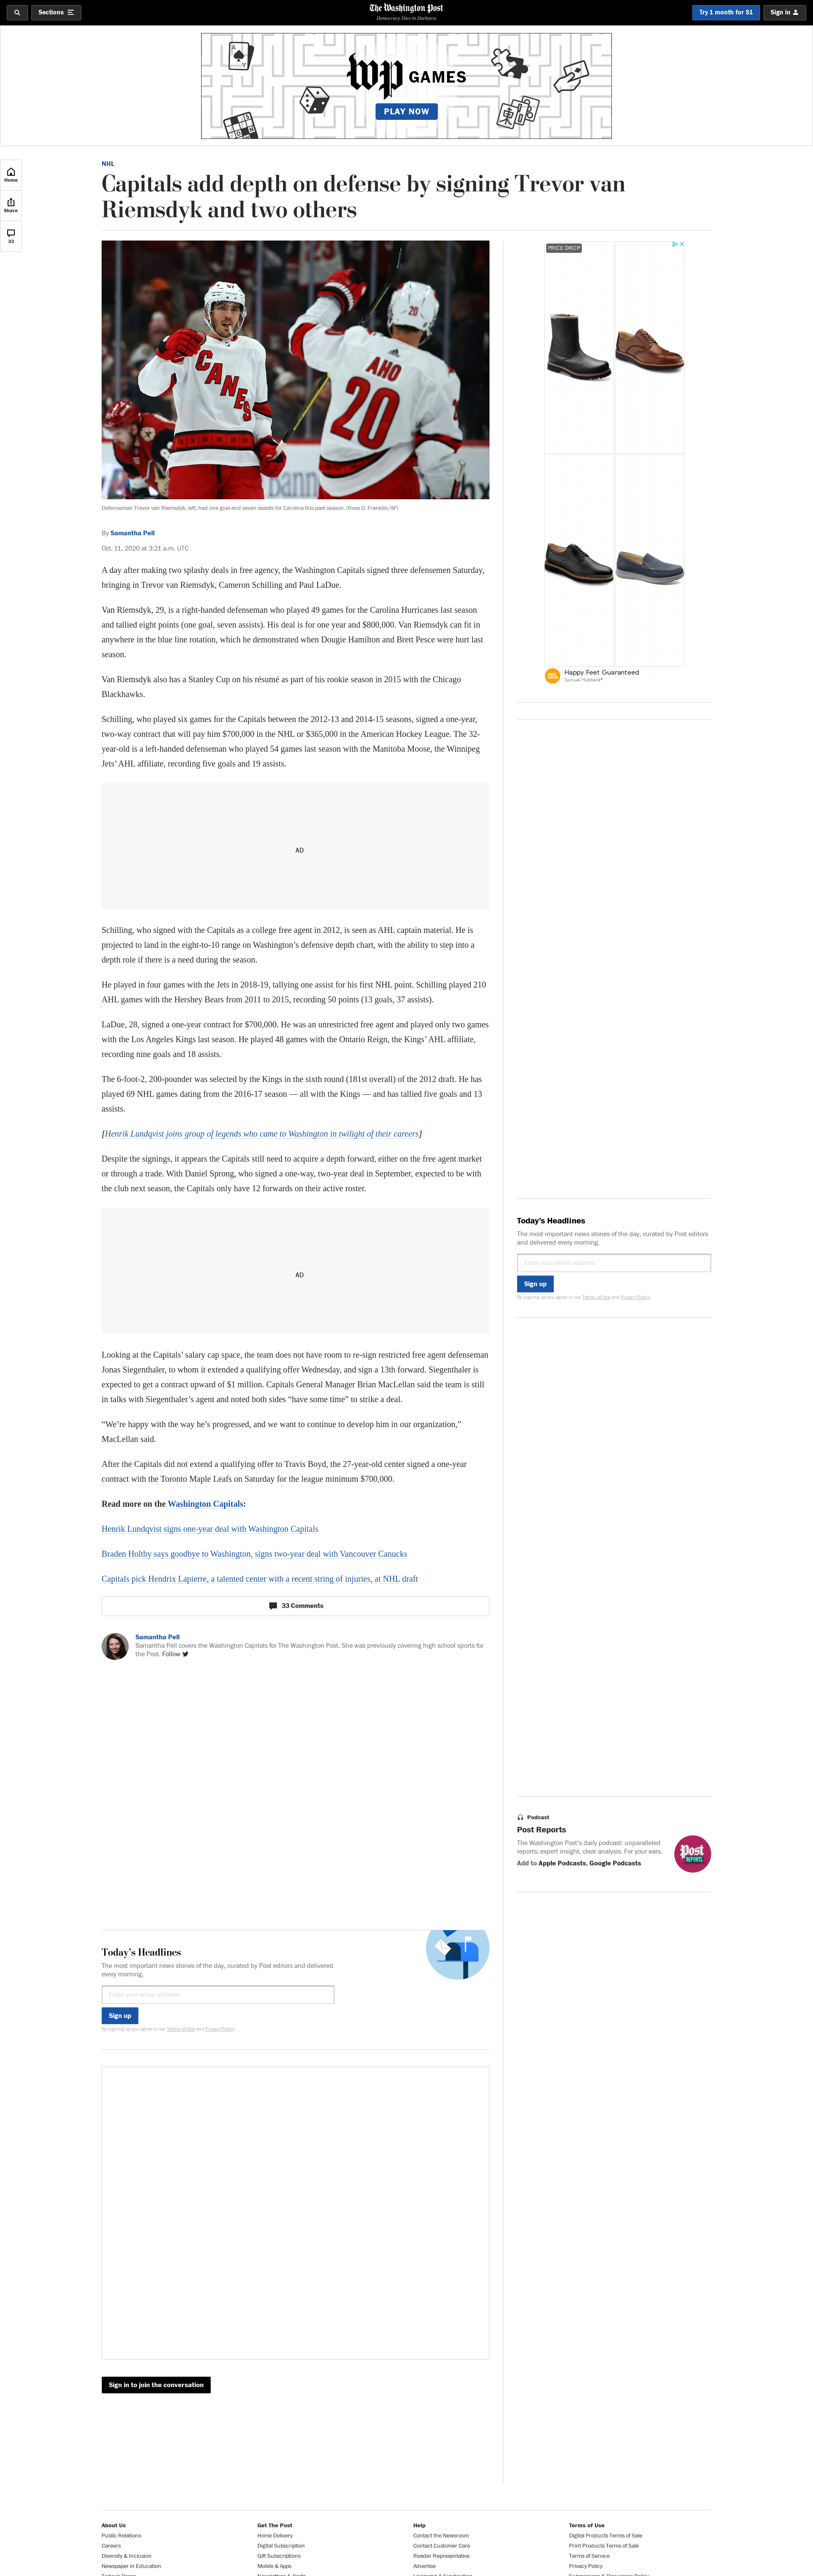 Sections
The Washington Post
Democracy Dies in Darkness
Try 1 month for $1
Sign in
wp GAMES
PLAY NOW
Home
Share
33
NHL
Capitals add depth on defense by signing Trevor van
Riemsdyk and two others
CANES
57
AHO
20
20
Defenseman Trevor van Riemsdyk, left, had one goal and seven assists for Carolina this past season. (Ross D. Franklin/AP)
By Samantha Pell
Oct. 11, 2020 at 3:21 a.m. UTC
A day after making two splashy deals in free agency, the Washington Capitals signed three defensemen Saturday,
bringing in Trevor van Riemsdyk, Cameron Schilling and Paul LaDue.
Van Riemsdyk, 29, is a right-handed defenseman who played 49 games for the Carolina Hurricanes last season
and tallied eight points (one goal, seven assists). His deal is for one year and $800,000. Van Riemsdyk can fit in
anywhere in the blue line rotation, which he demonstrated when Dougie Hamilton and Brett Pesce were hurt last
season.
Van Riemsdyk also has a Stanley Cup on his résumé as part of his rookie season in 2015 with the Chicago
Blackhawks.
Schilling, who played six games for the Capitals between the 2012-13 and 2014-15 seasons, signed a one-year,
two-way contract that will pay him $700,000 in the NHL or $365,000 in the American Hockey League. The 32-
year-old is a left-handed defenseman who played 54 games last season with the Manitoba Moose, the Winnipeg
Jets’ AHL affiliate, recording five goals and 19 assists.
AD
Schilling, who signed with the Capitals as a college free agent in 2012, is seen as AHL captain material. He is
projected to land in the eight-to-10 range on Washington’s defensive depth chart, with the ability to step into a
depth role if there is a need during the season.
He played in four games with the Jets in 2018-19, tallying one assist for his first NHL point. Schilling played 210
AHL games with the Hershey Bears from 2011 to 2015, recording 50 points (13 goals, 37 assists).
LaDue, 28, signed a one-year contract for $700,000. He was an unrestricted free agent and played only two games
with the Los Angeles Kings last season. He played 48 games with the Ontario Reign, the Kings’ AHL affiliate,
recording nine goals and 18 assists.
The 6-foot-2, 200-pounder was selected by the Kings in the sixth round (181st overall) of the 2012 draft. He has
played 69 NHL games dating from the 2016-17 season — all with the Kings — and has tallied five goals and 13
assists.
[Henrik Lundqvist joins group of legends who came to Washington in twilight of their careers]
Despite the signings, it appears the Capitals still need to acquire a depth forward, either on the free agent market
or through a trade. With Daniel Sprong, who signed a one-way, two-year deal in September, expected to be with
the club next season, the Capitals only have 12 forwards on their active roster.
AD
Looking at the Capitals’ salary cap space, the team does not have room to re-sign restricted free agent defenseman
Jonas Siegenthaler, to whom it extended a qualifying offer Wednesday, and sign a 13th forward. Siegenthaler is
expected to get a contract upward of $1 million. Capitals General Manager Brian MacLellan said the team is still
in talks with Siegenthaler’s agent and noted both sides “have some time” to strike a deal.
“We’re happy with the way he’s progressed, and we want to continue to develop him in our organization,”
MacLellan said.
After the Capitals did not extend a qualifying offer to Travis Boyd, the 27-year-old center signed a one-year
contract with the Toronto Maple Leafs on Saturday for the league minimum $700,000.
Read more on the Washington Capitals:
Henrik Lundqvist signs one-year deal with Washington Capitals
Braden Holtby says goodbye to Washington, signs two-year deal with Vancouver Canucks
Capitals pick Hendrix Lapierre, a talented center with a recent string of injuries, at NHL draft
33 Comments
Samantha Pell
Samantha Pell covers the Washington Capitals for The Washington Post. She was previously covering high school sports for
the Post. Follow
Today’s Headlines
The most important news stories of the day, curated by Post editors and delivered
every morning.
Enter your email address
Sign up
By signing up you agree to our Terms of Use and Privacy Policy
Sign in to join the conversation
PRICE DROP
Happy Feet Guaranteed
Samuel Hubbard®
Today’s Headlines
The most important news stories of the day, curated by Post editors
and delivered every morning.
Enter your email address
Sign up
By signing up you agree to our Terms of Use and Privacy Policy
Podcast
Post Reports
The Washington Post’s daily podcast: unparalleled
reports, expert insight, clear analysis. For your ears.
Add to Apple Podcasts, Google Podcasts
Post
REPORTS
About Us
Public Relations
Careers
Diversity & Inclusion
Newspaper in Education
Get The Post
Home Delivery
Digital Subscription
Gift Subscriptions
Mobile & Apps
Help
Contact the Newsroom
Contact Customer Care
Reader Representative
Advertise
Terms of Use
Digital Products Terms of Sale
Print Products Terms of Sale
Terms of Service
Privacy Policy